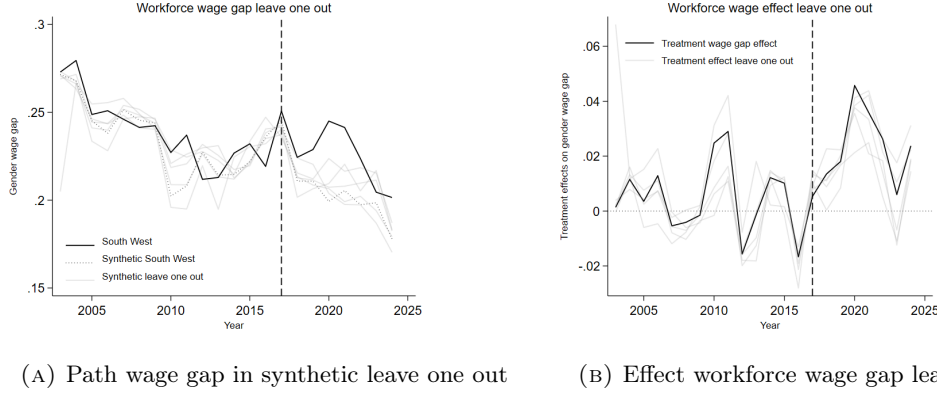 Workforce wage gap leave one out
.3
.25
.2
.15
Gender wage gap
South West
Synthetic South West
Synthetic leave one out
2005
2010
2015
2020
2025
Year
(A) Path wage gap in synthetic leave one out
Workforce wage effect leave one out
.06
.04
.02
0
-.02
Treatment effects on gender wage gap
Treatment wage gap effect
Treatment effect leave one out
2005
2010
2015
2020
2025
Year
(B) Effect workforce wage gap lea